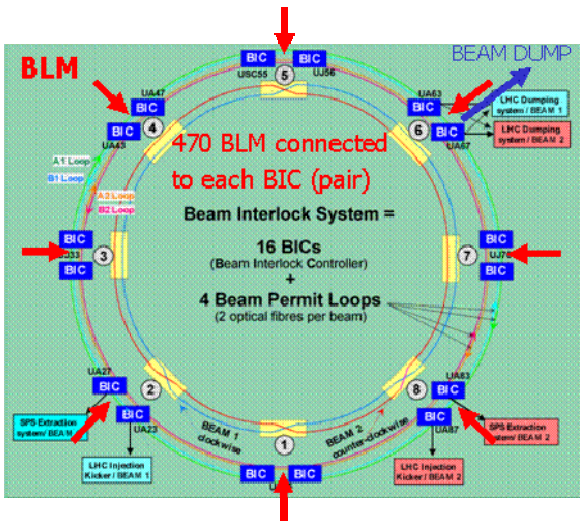 BLM
BEAM DUMP
BIC
BIC
USC55
5
UJ56
UA47
BIC
4
BIC
UA43
UA63
BIC
6
BIC
UA67
LHC Dumping
system / BEAM 1
LHC Dumping
system / BEAM 2
470 BLM connected
to each BIC (pair)
A1 Loop
B1 Loop
A2 Loop
B2 Loop
Beam Interlock System =
16 BICs
(Beam Interlock Controller)
+
4 Beam Permit Loops
(2 optical fibres per beam)
BIC
BIC
3
7
BIC
BIC
UA27
BIC
2
BIC
UA23
SPS-Extraction
system / BEAM
LHC Injection
Kicker / BEAM 1
BEAM 1
clockwise
1
BIC
BIC
BEAM 2
counter-clockwise
8
UA83
BIC
BIC
UA87
SPS-Extraction
system / BEAM 2
LHC Injection
Kicker / BEAM 2